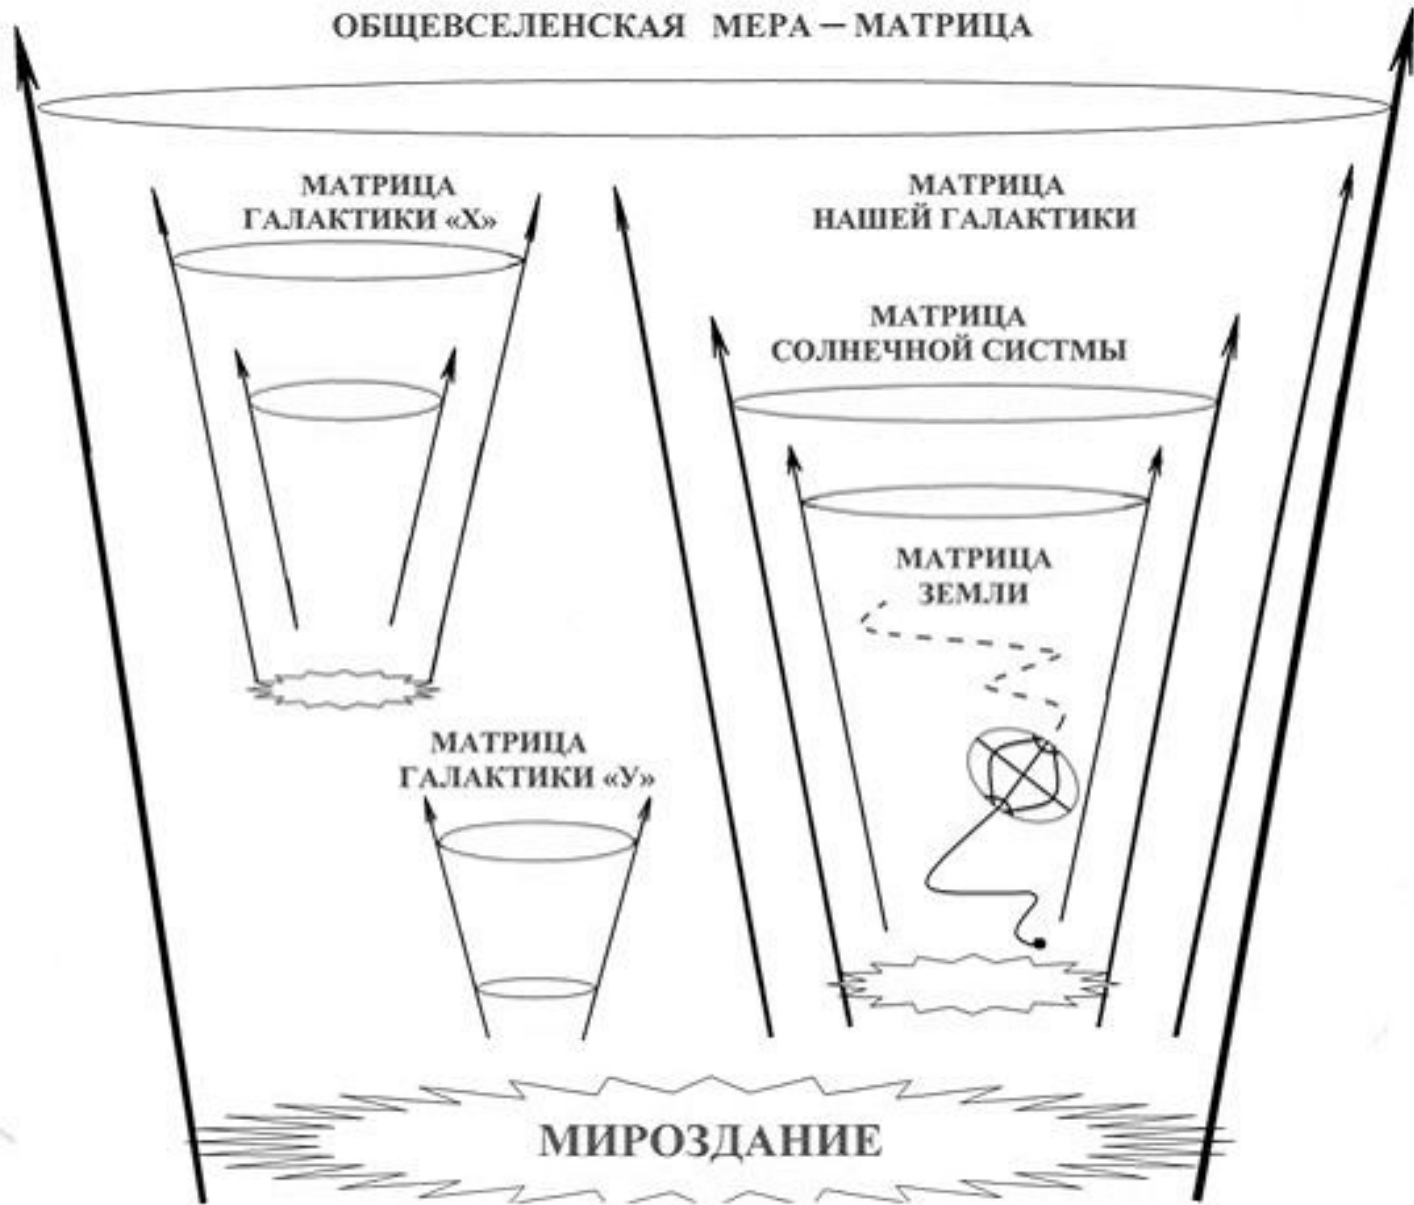 ОБЩЕВСЕЛЕНСКАЯ МЕРА – МАТРИЦА
МАТРИЦА
ГАЛАКТИКИ «Х»
МАТРИЦА
НАШЕЙ ГАЛАКТИКИ
МАТРИЦА
СОЛНЕЧНОЙ СИСТМЫ
МАТРИЦА
ЗЕМЛИ
МАТРИЦА
ГАЛАКТИКИ «У»
МИРОЗДАНИЕ